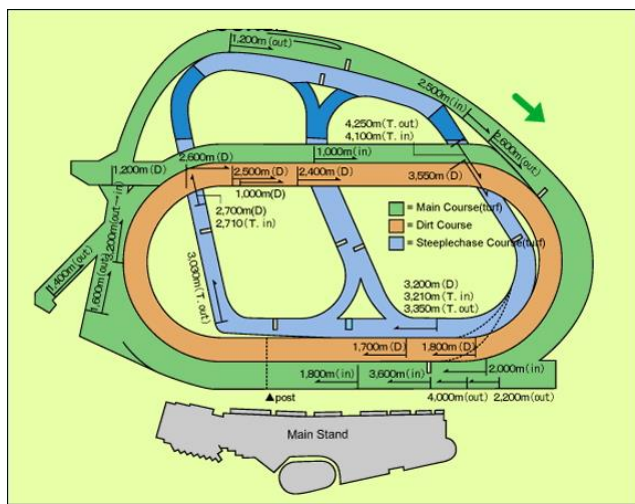 1,200m(out)
2,500m(in)
2,600m(out)
4,250m(T. out)
4,100m(T. in)
1,000m(in)
2,600m(D)
1,200m(D)
2,500m(D)
2,400m(D)
3,550m(D)
1,000m(D)
2,700m(D)
2,710(T. in)
= Main Course(turf)
= Dirt Course
= Steeplechase Course(turf)
3,200m(out→in)
1,400m(out)
1,600m(out)
3,030m(T. out)
3,200m(D)
3,210m(T. in)
3,350m(T. out)
1,700m(D)
1,800m(D)
1,800m(in)
3,600m(in)
2,000m(in)
▲post
4,000m(out)
2,200m(out)
Main Stand